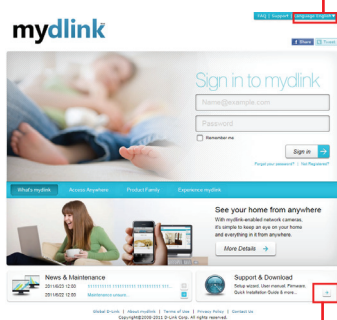 FAQ | Support | Language:English▼
mydlink
Share Tweet
Sign in to mydlink
Name@example.com
Password
Remember me
Sign in →
Forgot your password? | Not Registered?
What's mydlink Access Anywhere Product Family Experience mydlink
See your home from anywhere
With mydlink-enabled network cameras,
it's simple to keep an eye on your home
and everything in it from anywhere.
More Details →
News & Maintenance
2011/6/22 12:00
2011/6/22 12:00 Maintenance unsure...
Support & Download
Setup wizard, User manual, Firmware,
Quick Installation Guide & more...
Global D-Link | About mydlink | Terms of Use | Privacy Policy | Contact Us
Copyright©2008-2011 D-Link Corp. All rights reserved.